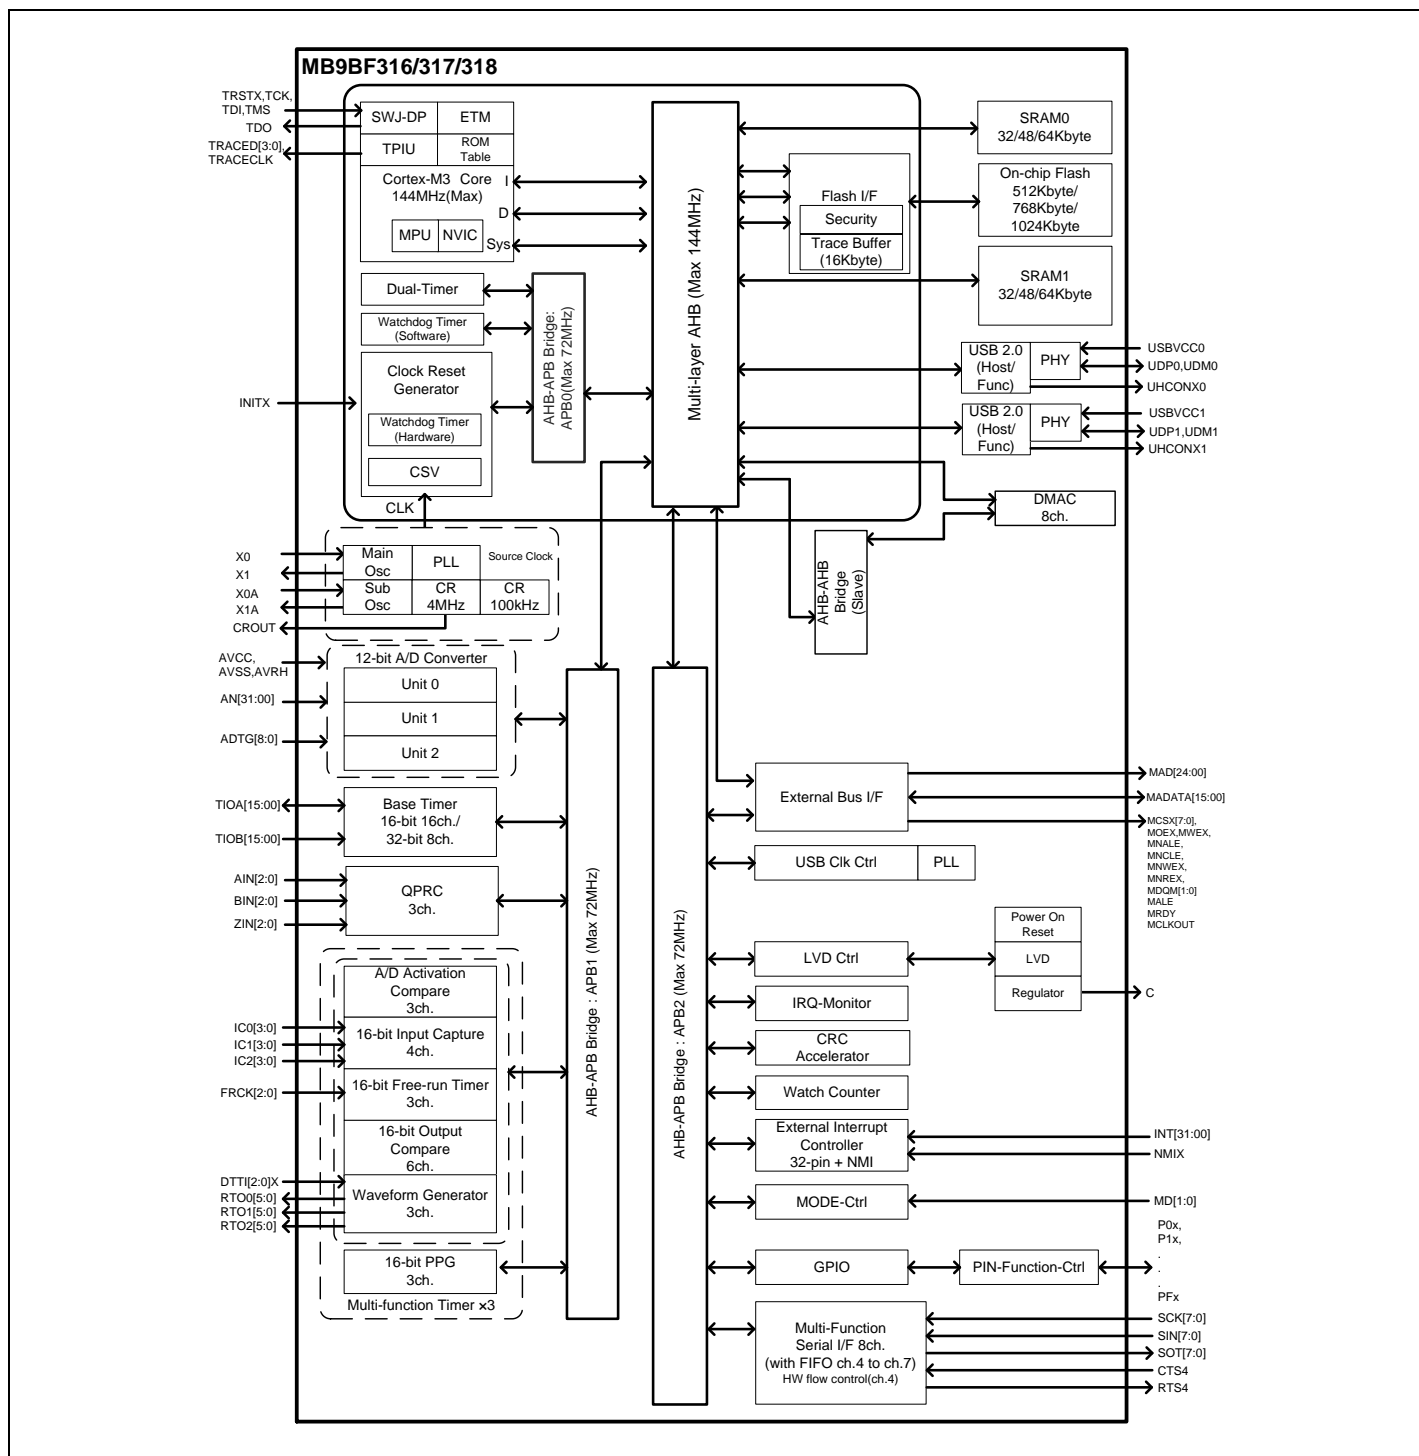 MB9BF316/317/318
TRSTX,TCK,
TDI,TMS
TDO
TRACED[3:0],
TRACECLK
SWJ-DP
ETM
TPIU
ROM
Table
Cortex-M3 Core
144MHz(Max)
I
D
Sys
MPU
NVIC
Dual-Timer
Watchdog Timer
(Software)
Clock Reset
Generator
Watchdog Timer
(Hardware)
CSV
CLK
INITX
AHB-APB Bridge:
APB0(Max 72MHz)
Multi-layer AHB (Max 144MHz)
Flash I/F
Security
Trace Buffer
(16Kbyte)
SRAM0
32/48/64Kbyte
On-chip Flash
512Kbyte/
768Kbyte/
1024Kbyte
SRAM1
32/48/64Kbyte
USB 2.0
(Host/
Func)
PHY
USBVCC0
UDP0,UDM0
UHCONX0
USB 2.0
(Host/
Func)
PHY
USBVCC1
UDP1,UDM1
UHCONX1
DMAC
8ch.
AHB-AHB
Bridge
(Slave)
X0
X1
X0A
X1A
CROUT
Main
Osc
PLL
Source Clock
Sub
Osc
CR
4MHz
CR
100kHz
AVCC,
AVSS,AVRH
AN[31:00]
ADTG[8:0]
12-bit A/D Converter
Unit 0
Unit 1
Unit 2
TIOA[15:00]
TIOB[15:00]
Base Timer
16-bit 16ch./
32-bit 8ch.
AIN[2:0]
BIN[2:0]
ZIN[2:0]
QPRC
3ch.
A/D Activation
Compare
3ch.
IC0[3:0]
IC1[3:0]
IC2[3:0]
16-bit Input Capture
4ch.
FRCK[2:0]
16-bit Free-run Timer
3ch.
16-bit Output
Compare
6ch.
DTTI[2:0]X
RTO0[5:0]
RTO1[5:0]
RTO2[5:0]
Waveform Generator
3ch.
16-bit PPG
3ch.
Multi-function Timer ×3
AHB-APB Bridge : APB1 (Max 72MHz)
AHB-APB Bridge : APB2 (Max 72MHz)
External Bus I/F
MAD[24:00]
MADATA[15:00]
MCSX[7:0],
MOEX,MWEX,
MNALE,
MNCLE,
MNWEX,
MNREX,
MDQM[1:0]
MALE
MRDY
MCLKOUT
USB Clk Ctrl
PLL
Power On
Reset
LVD Ctrl
LVD
Regulator
C
IRQ-Monitor
CRC
Accelerator
Watch Counter
External Interrupt
Controller
32-pin + NMI
INT[31:00]
NMIX
MODE-Ctrl
MD[1:0]
GPIO
PIN-Function-Ctrl
P0x,
P1x,
.
.
.
PFx
Multi-Function
Serial I/F 8ch.
(with FIFO ch.4 to ch.7)
HW flow control(ch.4)
SCK[7:0]
SIN[7:0]
SOT[7:0]
CTS4
RTS4